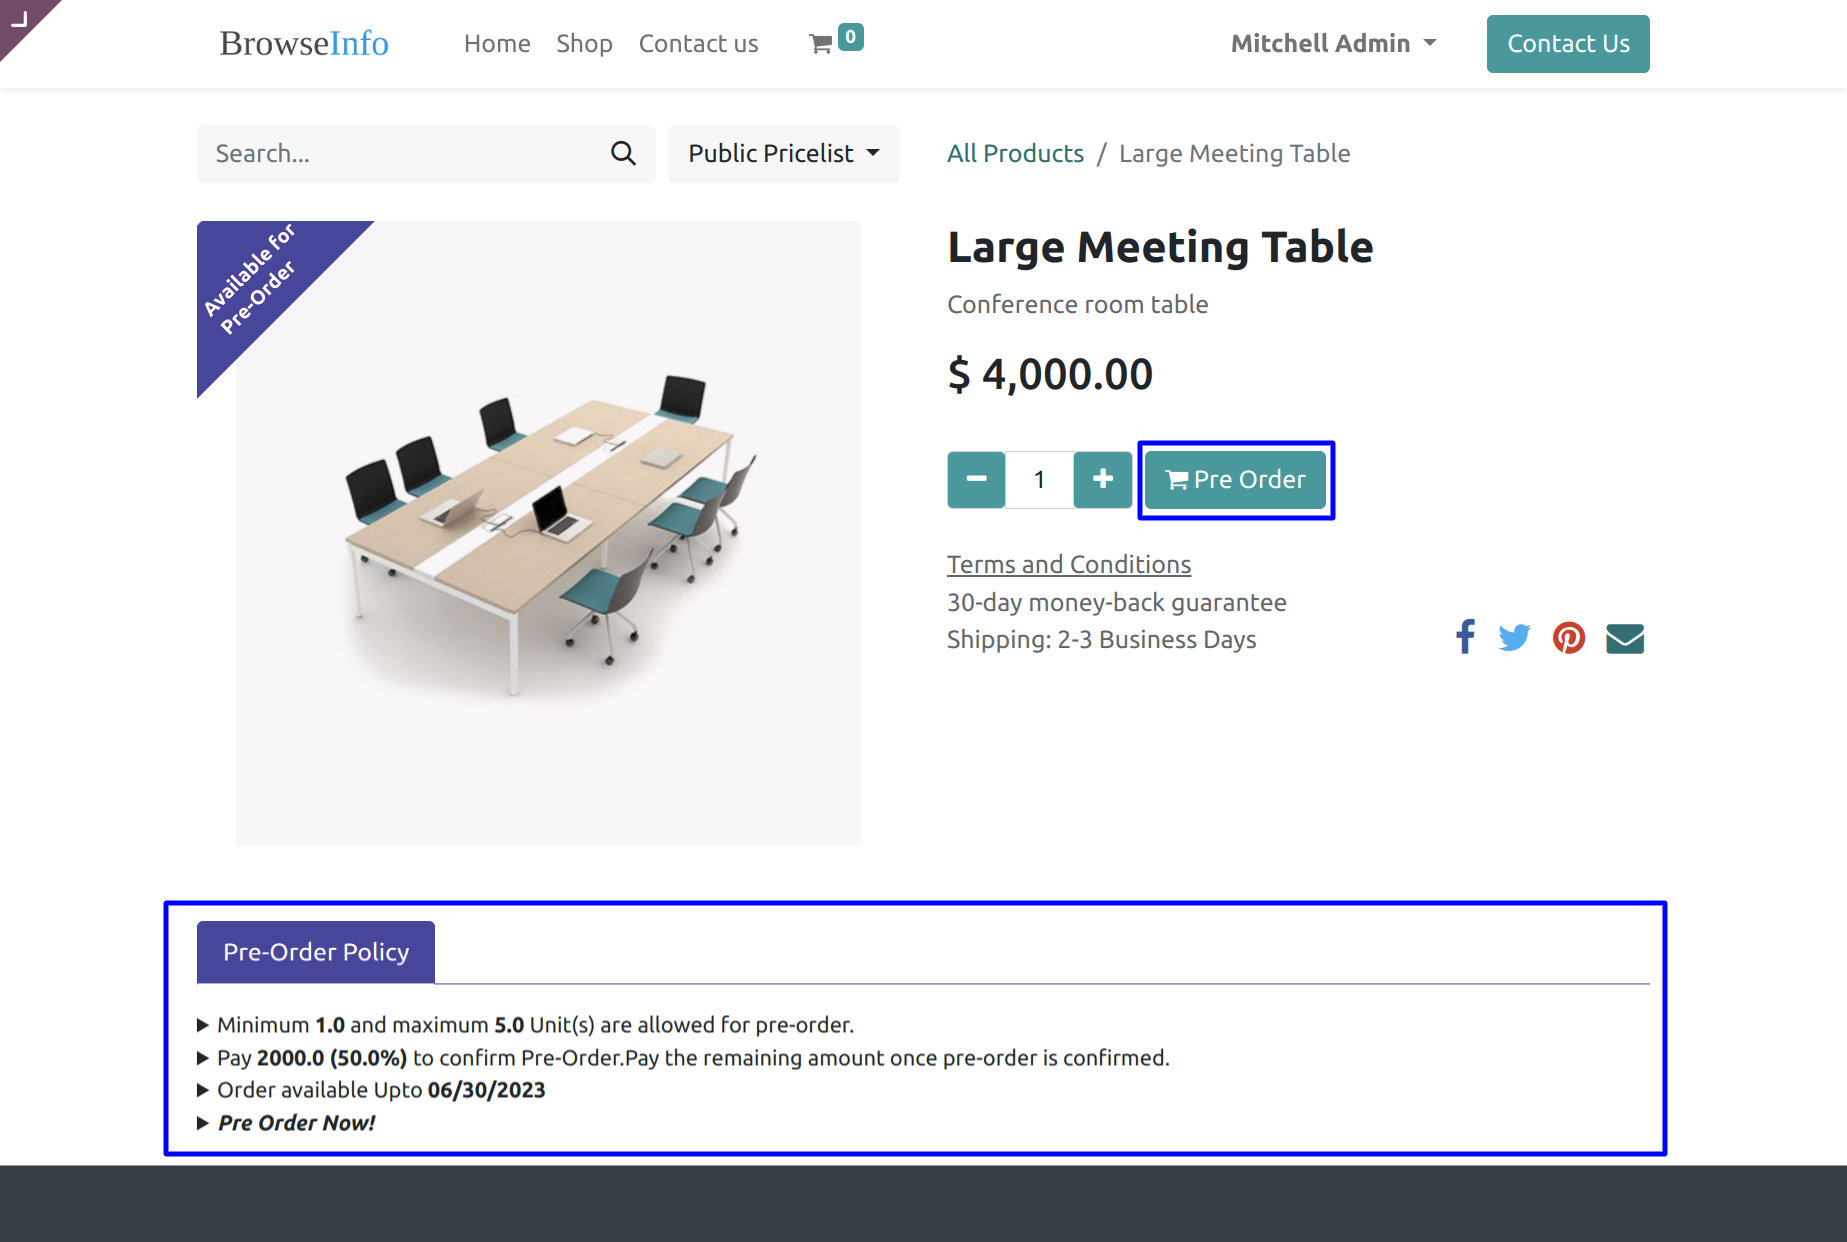 BrowseInfo Home Shop Contact us 0 Mitchell Admin Contact Us
Search... Public Pricelist All Products / Large Meeting Table
Available for
Pre-Order
Large Meeting Table
Conference room table
$ 4,000.00
1 Pre Order
Terms and Conditions
30-day money-back guarantee
Shipping: 2-3 Business Days
Pre-Order Policy
Minimum 1.0 and maximum 5.0 Unit(s) are allowed for pre-order.
Pay 2000.0 (50.0%) to confirm Pre-Order.Pay the remaining amount once pre-order is confirmed.
Order available Upto 06/30/2023
Pre Order Now!